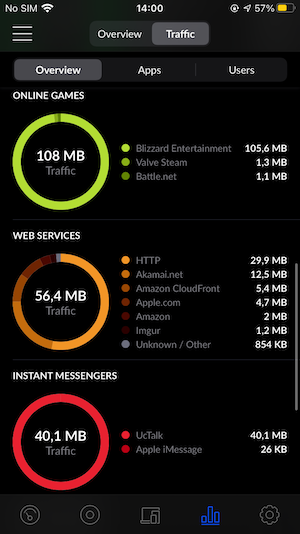 No SIM 14:00 57%
Overview Traffic
Overview Apps Users
ONLINE GAMES
108 MB
Traffic
Blizzard Entertainment 105,6 MB
Valve Steam 1,3 MB
Battle.net 1,1 MB
WEB SERVICES
56,4 MB
Traffic
HTTP 29,9 MB
Akamai.net 12,5 MB
Amazon CloudFront 5,4 MB
Apple.com 4,7 MB
Amazon 2 MB
Imgur 1,2 MB
Unknown / Other 854 KB
INSTANT MESSENGERS
40,1 MB
Traffic
UcTalk 40,1 MB
Apple iMessage 26 KB